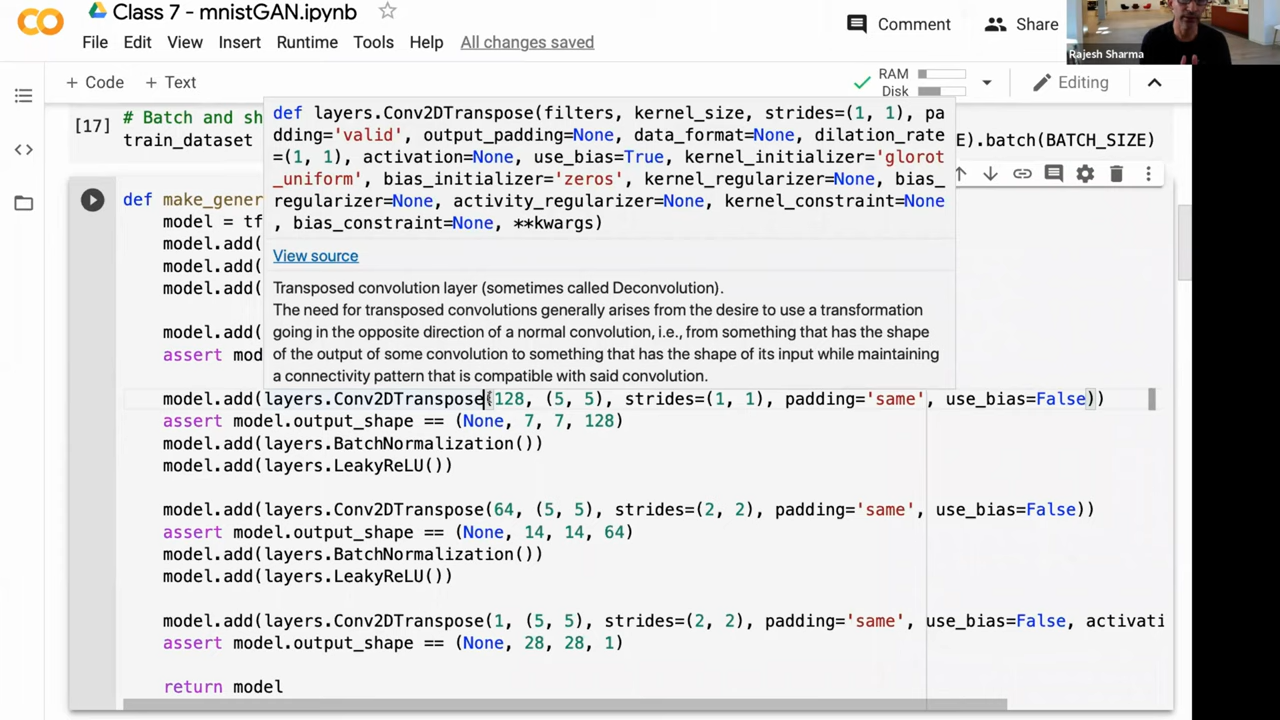 Class 7 - mnistGAN.ipynb
Comment
Share
Rajesh Sharma
File Edit View Insert Runtime Tools Help All changes saved
+ Code + Text
RAM
Disk
Editing
[17]
# Batch and sh
train_dataset
E).batch(BATCH_SIZE)
def layers.Conv2DTranspose(filters, kernel_size, strides=(1, 1), pa
dding='valid', output_padding=None, data_format=None, dilation_rate
=(1, 1), activation=None, use_bias=True, kernel_initializer='glorot
_uniform', bias_initializer='zeros', kernel_regularizer=None, bias_
regularizer=None, activity_regularizer=None, kernel_constraint=None
, bias_constraint=None, **kwargs)
View source
Transposed convolution layer (sometimes called Deconvolution).
The need for transposed convolutions generally arises from the desire to use a transformation
going in the opposite direction of a normal convolution, i.e., from something that has the shape
of the output of some convolution to something that has the shape of its input while maintaining
a connectivity pattern that is compatible with said convolution.
def make_gener
model = tf
model.add(
model.add(
model.add(
model.add(
assert mod
model.add(layers.Conv2DTranspose(128, (5, 5), strides=(1, 1), padding='same', use_bias=False))
assert model.output_shape == (None, 7, 7, 128)
model.add(layers.BatchNormalization())
model.add(layers.LeakyReLU())
model.add(layers.Conv2DTranspose(64, (5, 5), strides=(2, 2), padding='same', use_bias=False))
assert model.output_shape == (None, 14, 14, 64)
model.add(layers.BatchNormalization())
model.add(layers.LeakyReLU())
model.add(layers.Conv2DTranspose(1, (5, 5), strides=(2, 2), padding='same', use_bias=False, activati
assert model.output_shape == (None, 28, 28, 1)
return model